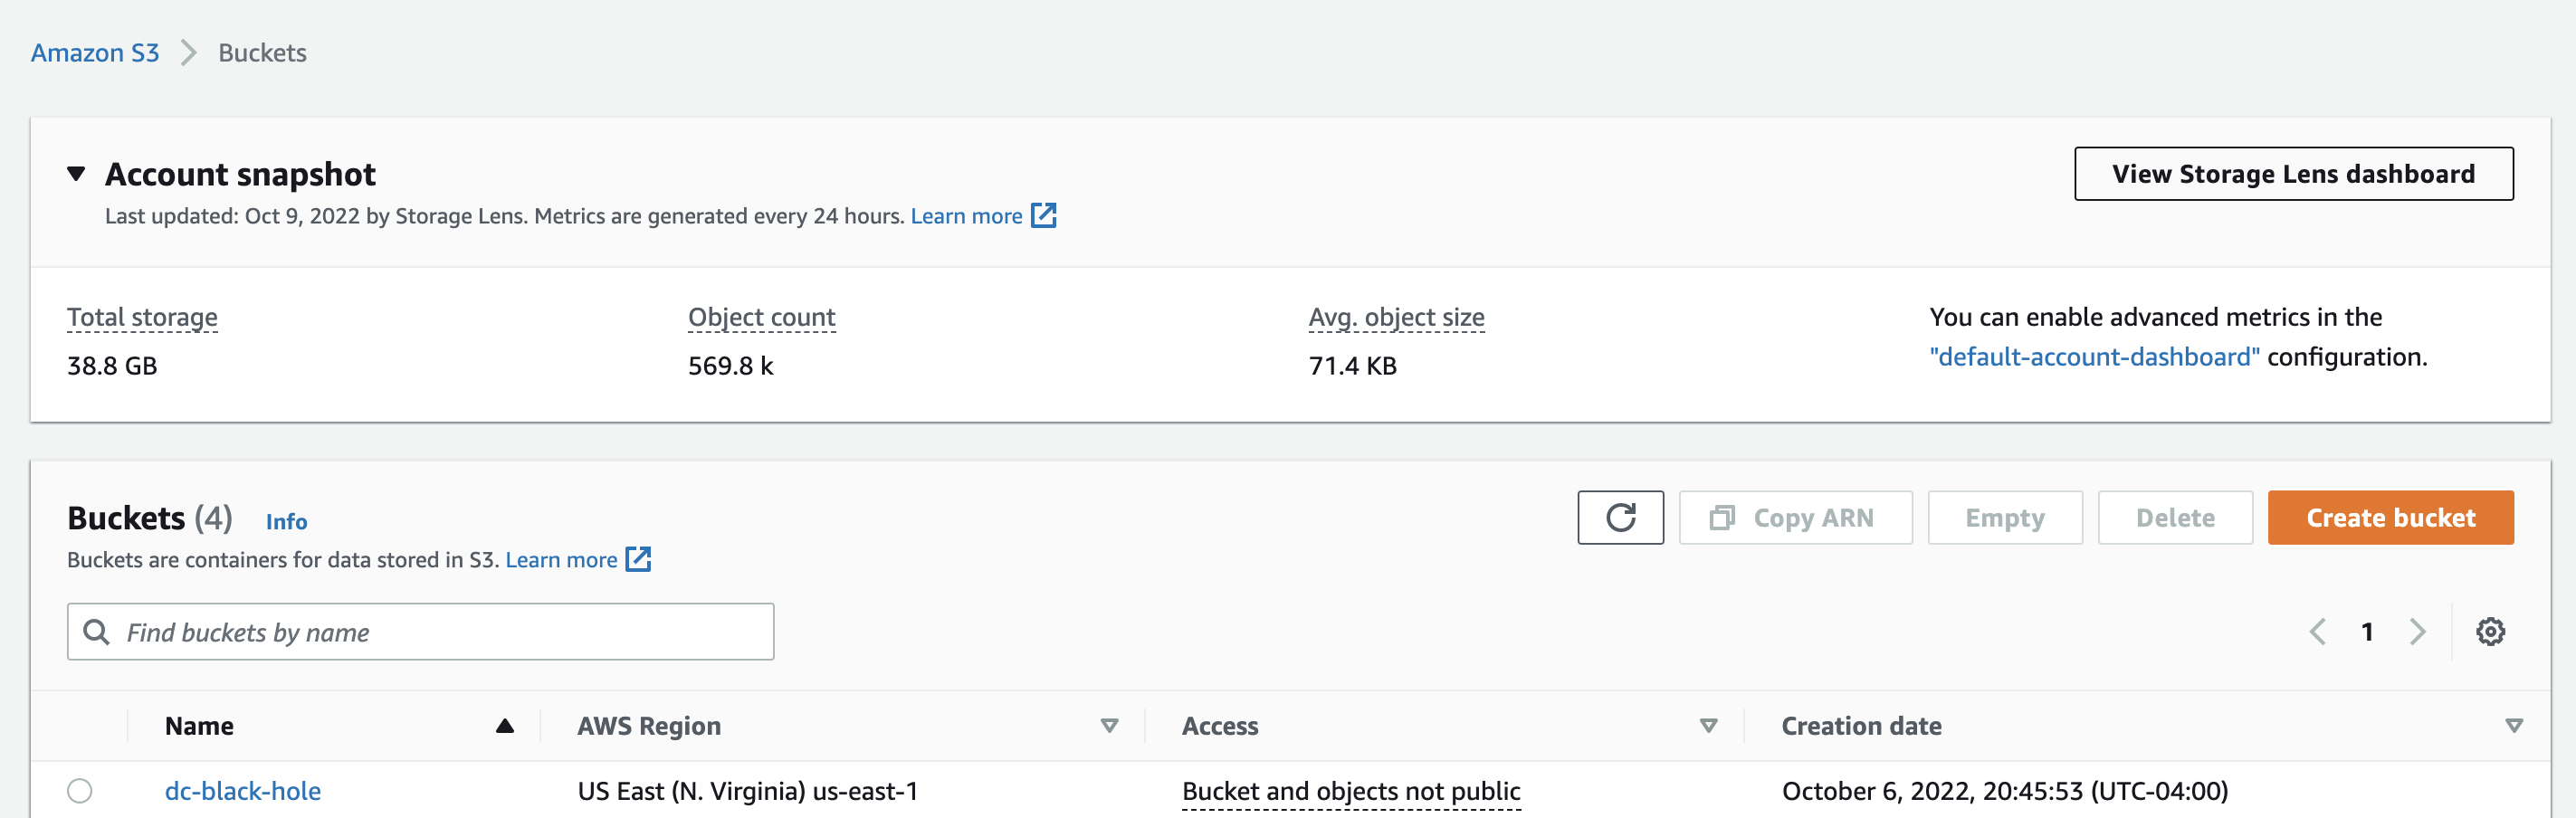 Amazon S3 > Buckets
Account snapshot
View Storage Lens dashboard
Last updated: Oct 9, 2022 by Storage Lens. Metrics are generated every 24 hours. Learn more
Total storage
38.8 GB
Object count
569.8 k
Avg. object size
71.4 KB
You can enable advanced metrics in the
"default-account-dashboard" configuration.
Buckets (4) Info
Copy ARN
Empty
Delete
Create bucket
Buckets are containers for data stored in S3. Learn more
Find buckets by name
1
Name AWS Region Access Creation date
dc-black-hole US East (N. Virginia) us-east-1 Bucket and objects not public October 6, 2022, 20:45:53 (UTC-04:00)